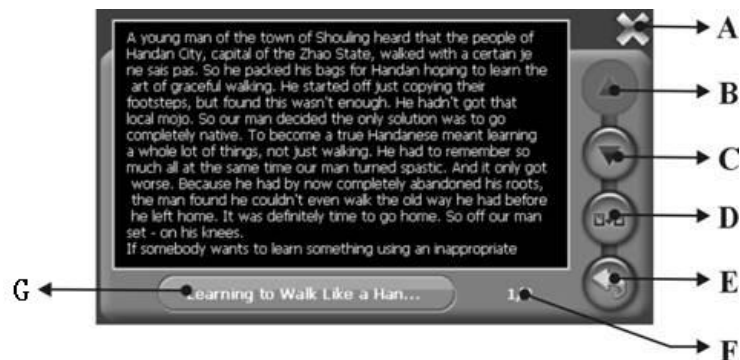 A young man of the town of Shouling heard that the people of
Handan City, capital of the Zhao State, walked with a certain je
ne sais pas. So he packed his bags for Handan hoping to learn the
art of graceful walking. He started off just copying their
footsteps, but found this wasn't enough. He hadn't got that
local mojo. So our man decided the only solution was to go
completely native. To become a true Handanese meant learning
a whole lot of things, not just walking. He had to remember so
much all at the same time our man turned spastic. And it only got
worse. Because he had by now completely abandoned his roots,
the man found he couldn't even walk the old way he had before
he left home. It was definitely time to go home. So off our man
set - on his knees.
If somebody wants to learn something using an inappropriate
Learning to Walk Like a Han...
A
B
C
D
E
F
G